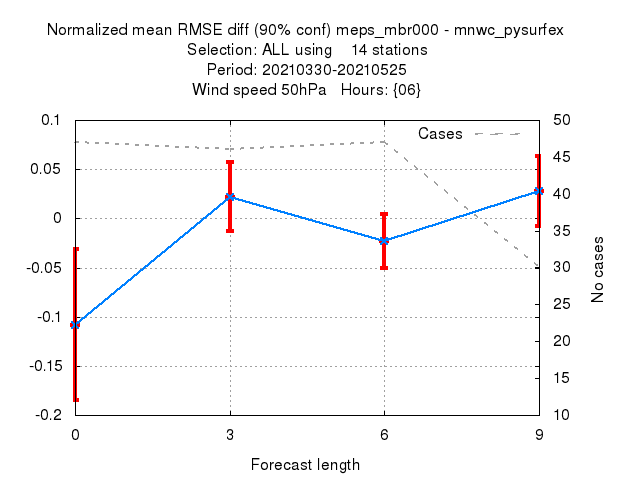 Normalized mean RMSE diff (90% conf) meps_mbr000 - mnwc_pysurfex
Selection: ALL using 14 stations
Period: 20210330-20210525
Wind speed 50hPa Hours: {06}
0.1
0.05
0
-0.05
-0.1
-0.15
-0.2
Cases
50
45
40
35
30
25
20
15
10
No cases
0 3 6 9
Forecast length